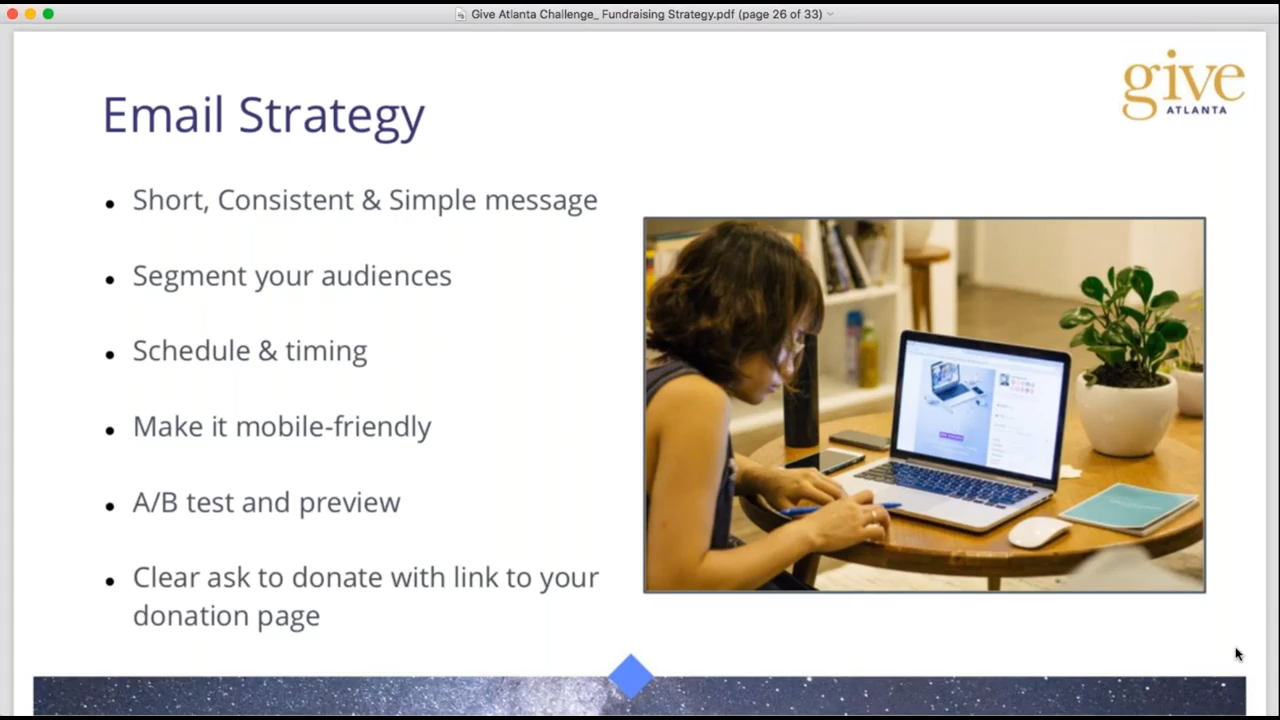 Give Atlanta Challenge_ Fundraising Strategy.pdf (page 26 of 33)
give
ATLANTA
Email Strategy
• Short, Consistent & Simple message
• Segment your audiences
• Schedule & timing
• Make it mobile-friendly
• A/B test and preview
• Clear ask to donate with link to your
donation page